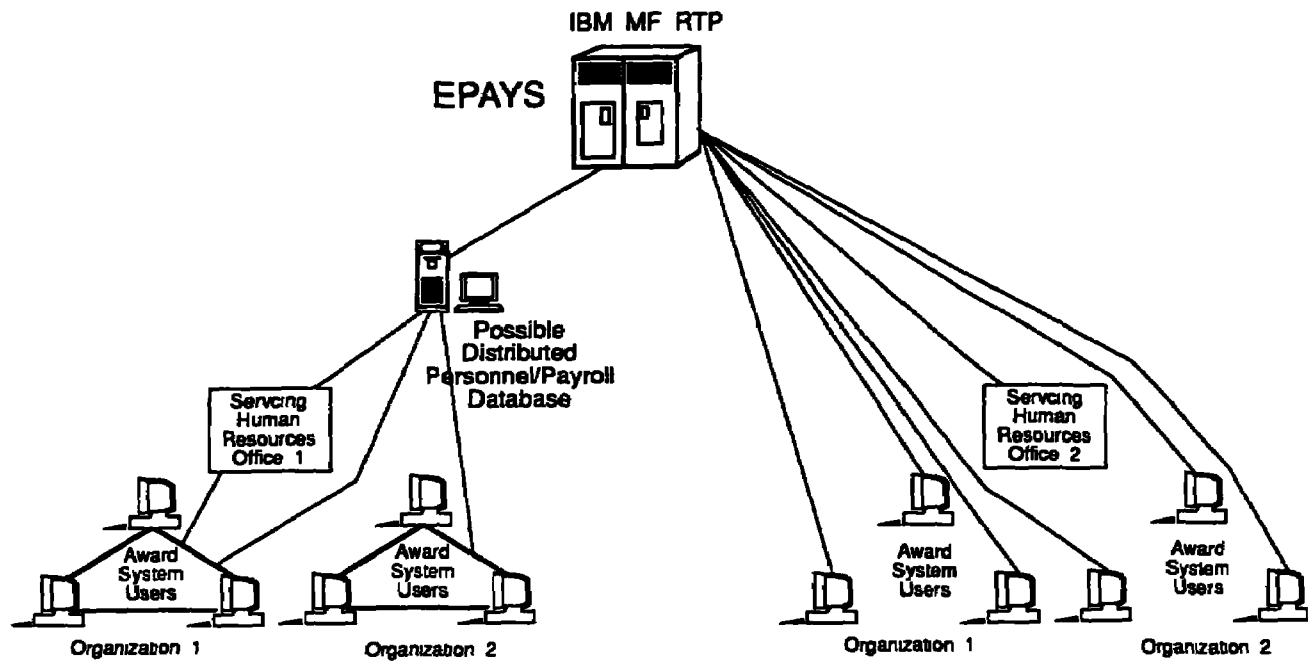 IBM MF RTP
EPAYS
Possible
Distributed
Personnel/Payroll
Database
Servicing
Human
Resources
Office 1
Servicing
Human
Resources
Office 2
Award
System
Users
Award
System
Users
Award
System
Users
Award
System
Users
Organization 1
Organization 2
Organization 1
Organization 2